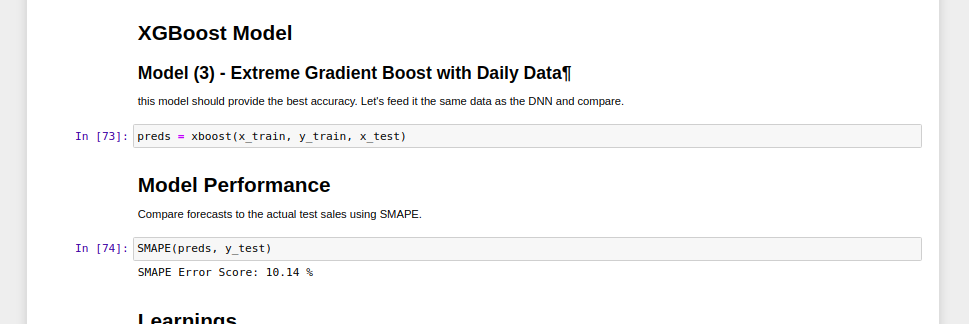 XGBoost Model
Model (3) - Extreme Gradient Boost with Daily Data¶
this model should provide the best accuracy. Let's feed it the same data as the DNN and compare.
In [73]: preds = xboost(x_train, y_train, x_test)
Model Performance
Compare forecasts to the actual test sales using SMAPE.
In [74]: SMAPE(preds, y_test)
SMAPE Error Score: 10.14 %
Learnings